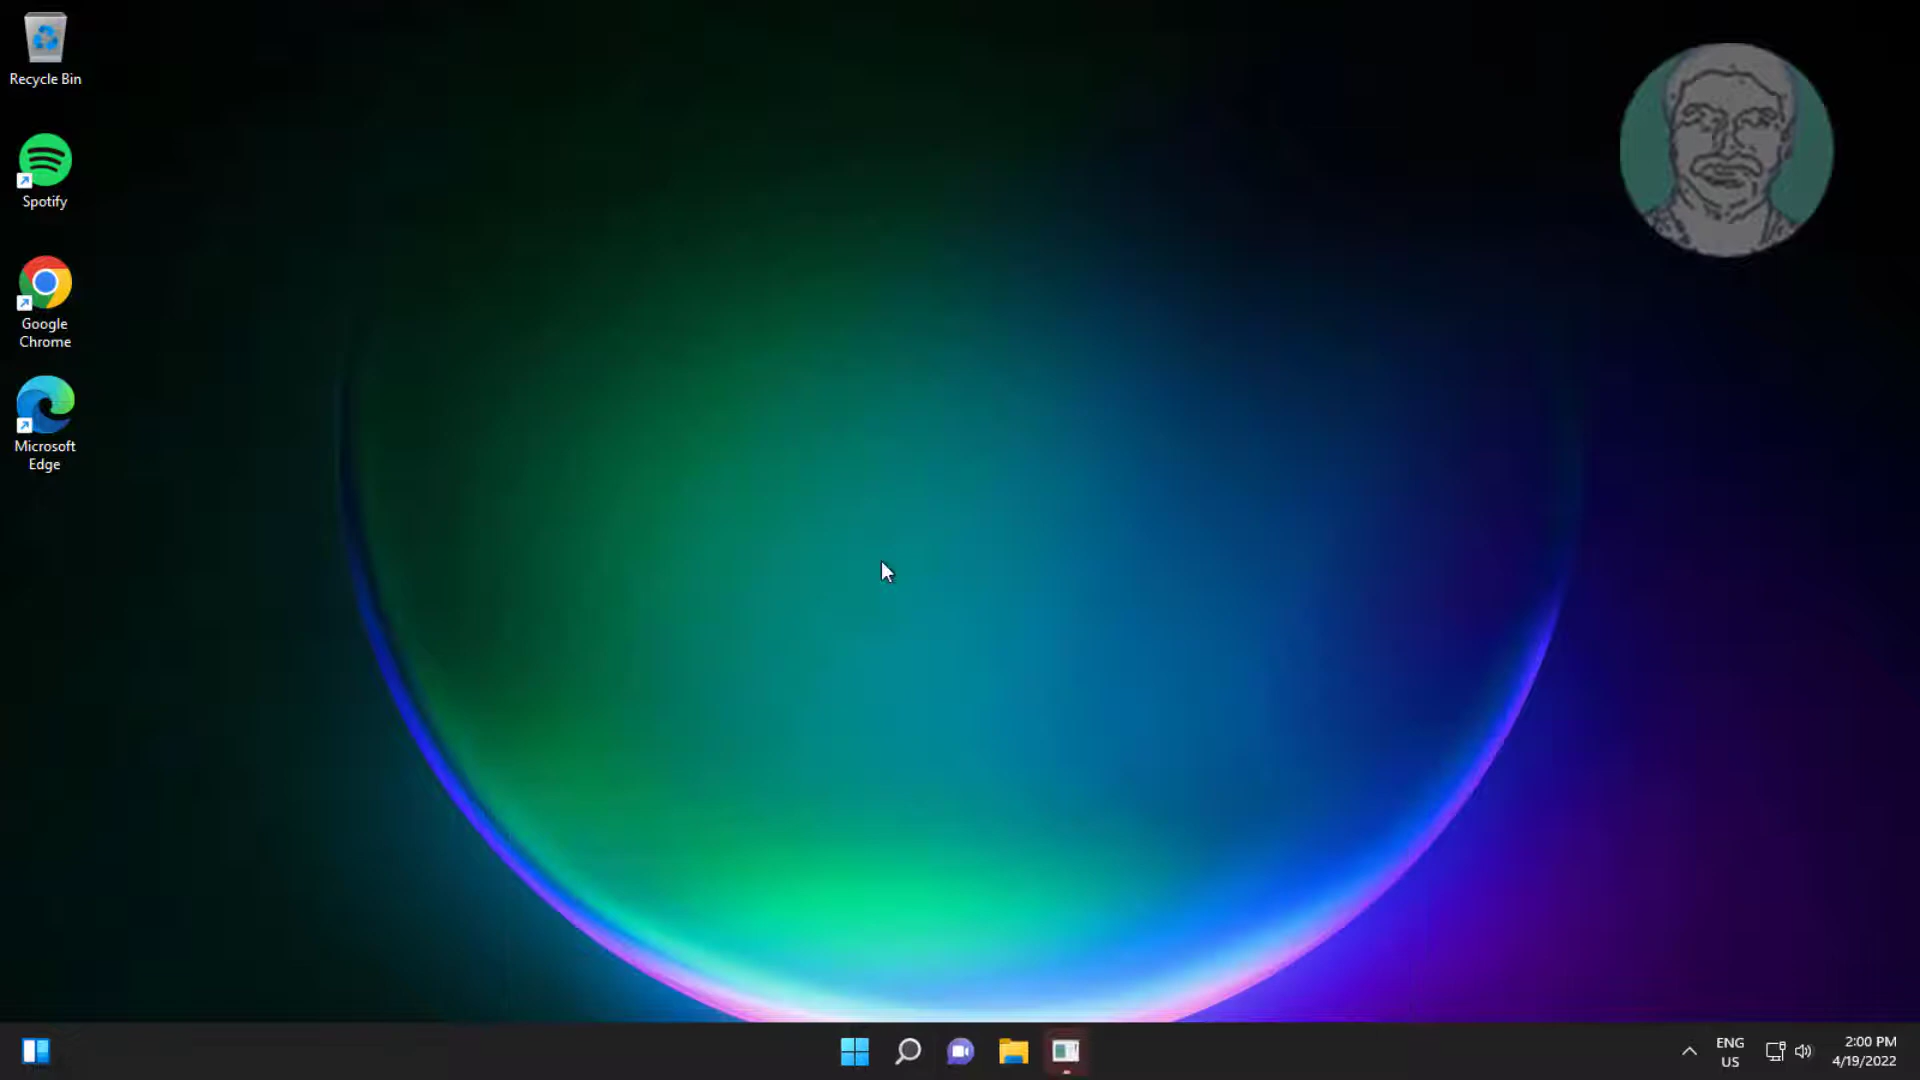 Recycle Bin
Spotify
Google
Chrome
Microsoft
Edge
ENG
US
2:00 PM
4/19/2022